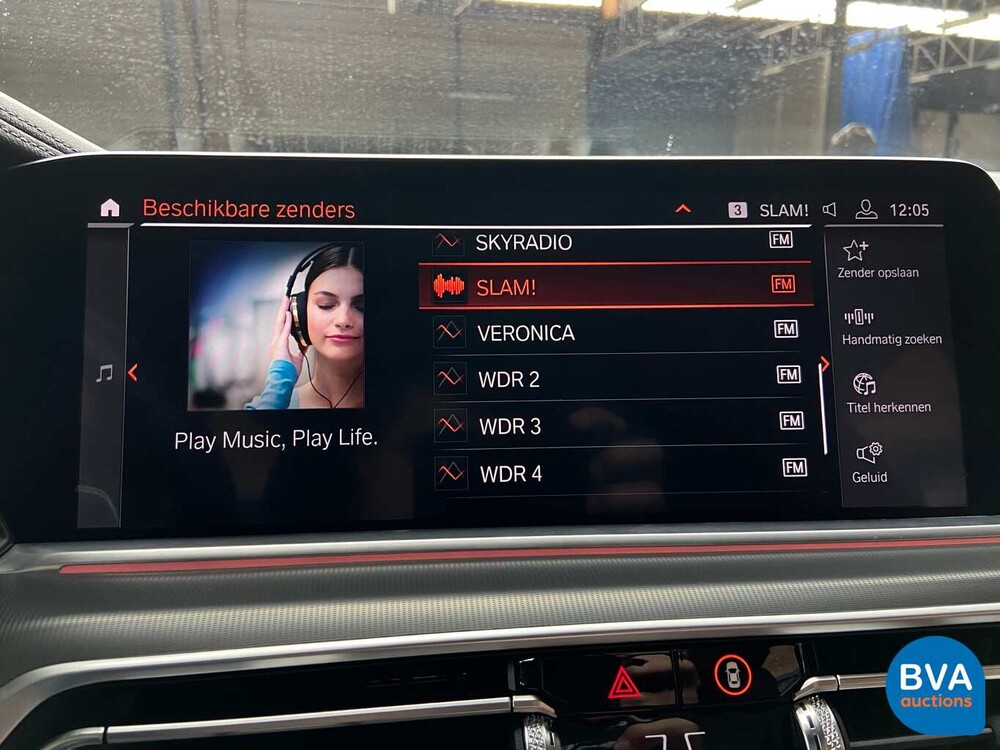 Beschikbare zenders
3 SLAM! 12:05
SKYRADIO FM
SLAM! FM
VERONICA FM
WDR 2 FM
WDR 3 FM
WDR 4 FM
Play Music, Play Life.
Zender opslaan
Handmatig zoeken
Titel herkennen
Geluid
BVA
auctions